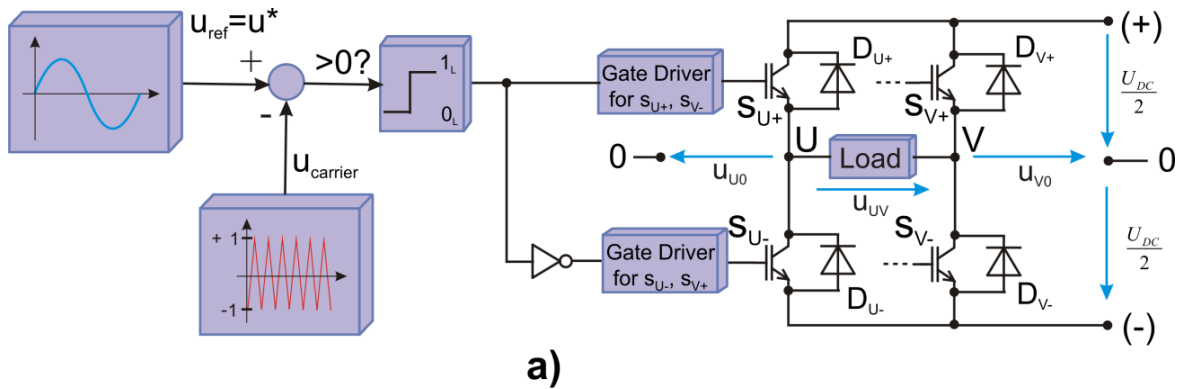 u_ref=u*
+
-
>0?
1_L
0_L
u_carrier
+ 1
-1
Gate Driver
for s_U+, s_V-
Gate Driver
for s_U-, s_V+
S_U+
D_U+
S_V+
D_V+
(+)
U_DC
2
0
u_U0
U
Load
V
u_UV
u_V0
0
S_U-
D_U-
S_V-
D_V-
U_DC
2
(-)
a)